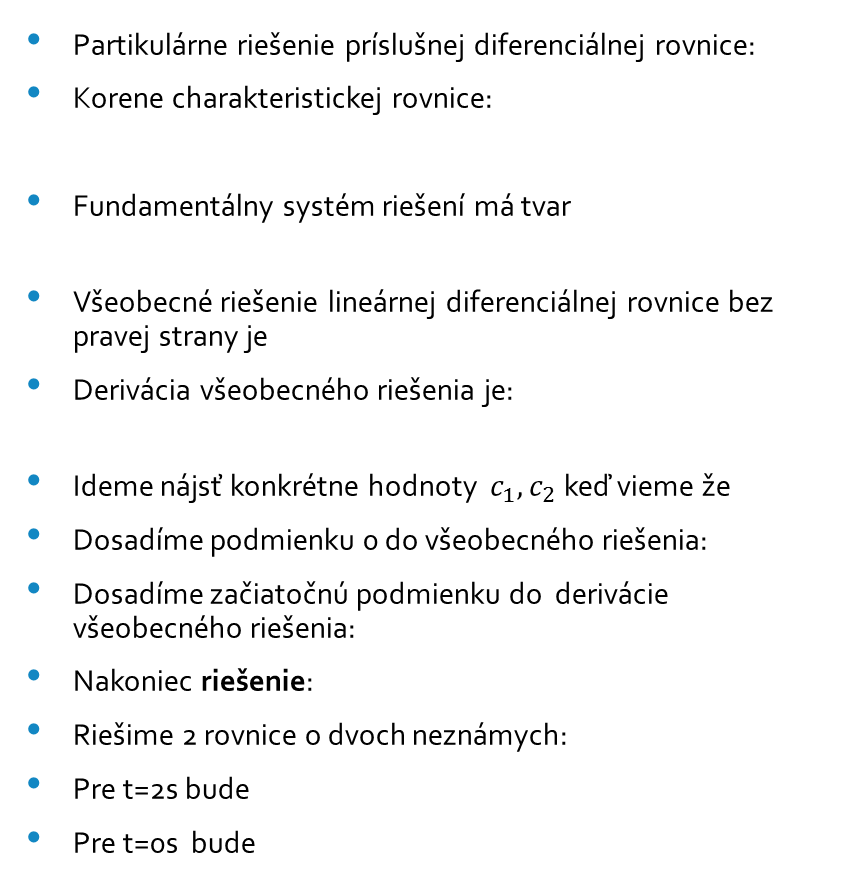 • Partikulárne riešenie príslušnej diferenciálnej rovnice:
• Korene charakteristickej rovnice:
• Fundamentálny systém riešení má tvar
• Všeobecné riešenie lineárnej diferenciálnej rovnice bez
pravej strany je
• Derivácia všeobecného riešenia je:
• Ideme nájsť konkrétne hodnoty c₁, c₂ keď vieme že
• Dosadíme podmienku o do všeobecného riešenia:
• Dosadíme začiatočnú podmienku do derivácie
všeobecného riešenia:
• Nakoniec riešenie:
• Riešime 2 rovnice o dvoch neznámych:
• Pre t=2s bude
• Pre t=0s bude